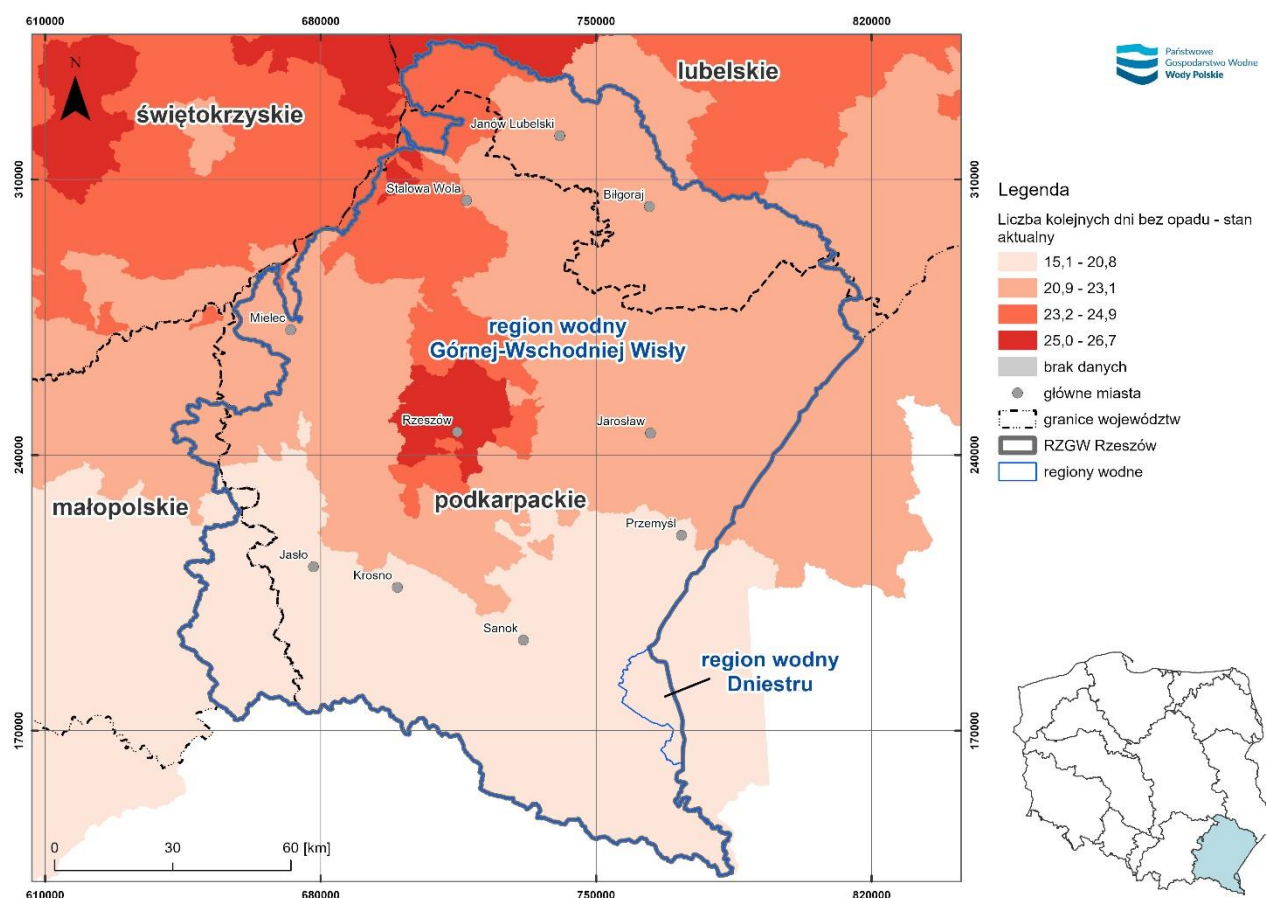 610000
680000
750000
820000
N
świętokrzyskie
lubelskie
Janów Lubelski
310000
310000
Stalowa Wola
Biłgoraj
Mielec
region wodny
Górnej-Wschodniej Wisły
Rzeszów
Jarosław
240000
240000
małopolskie
podkarpackie
Przemyśl
Jasło
Krosno
Sanok
region wodny
Dniestru
170000
170000
0
30
60 [km]
610000
680000
750000
820000
Państwowe
Gospodarstwo Wodne
Wody Polskie
Legenda
Liczba kolejnych dni bez opadu - stan
aktualny
15,1 - 20,8
20,9 - 23,1
23,2 - 24,9
25,0 - 26,7
brak danych
główne miasta
granice województw
RZGW Rzeszów
regiony wodne